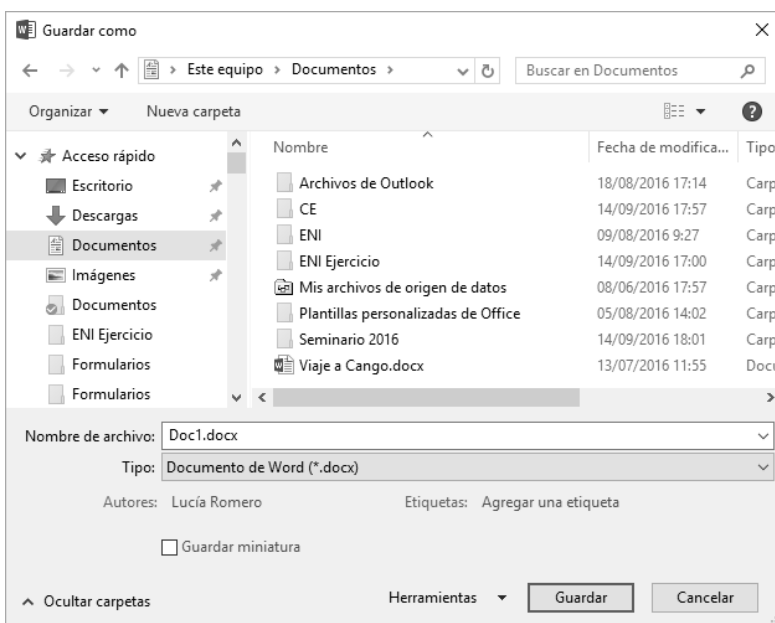 Guardar como
Este equipo > Documentos >
Buscar en Documentos
Organizar
Nueva carpeta
Acceso rápido
Escritorio
Descargas
Documentos
Imágenes
Documentos
ENI Ejercicio
Formularios
Formularios
Nombre Fecha de modifica... Tipo
Archivos de Outlook 18/08/2016 17:14 Carp
CE 14/09/2016 17:57 Carp
ENI 09/08/2016 9:27 Carp
ENI Ejercicio 14/09/2016 17:00 Carp
Mis archivos de origen de datos 08/06/2016 17:57 Carp
Plantillas personalizadas de Office 05/08/2016 14:02 Carp
Seminario 2016 14/09/2016 18:01 Carp
Viaje a Cango.docx 13/07/2016 11:55 Docu
Nombre de archivo: Doc1.docx
Tipo: Documento de Word (*.docx)
Autores: Lucía Romero Etiquetas: Agregar una etiqueta
Guardar miniatura
Ocultar carpetas Herramientas Guardar Cancelar